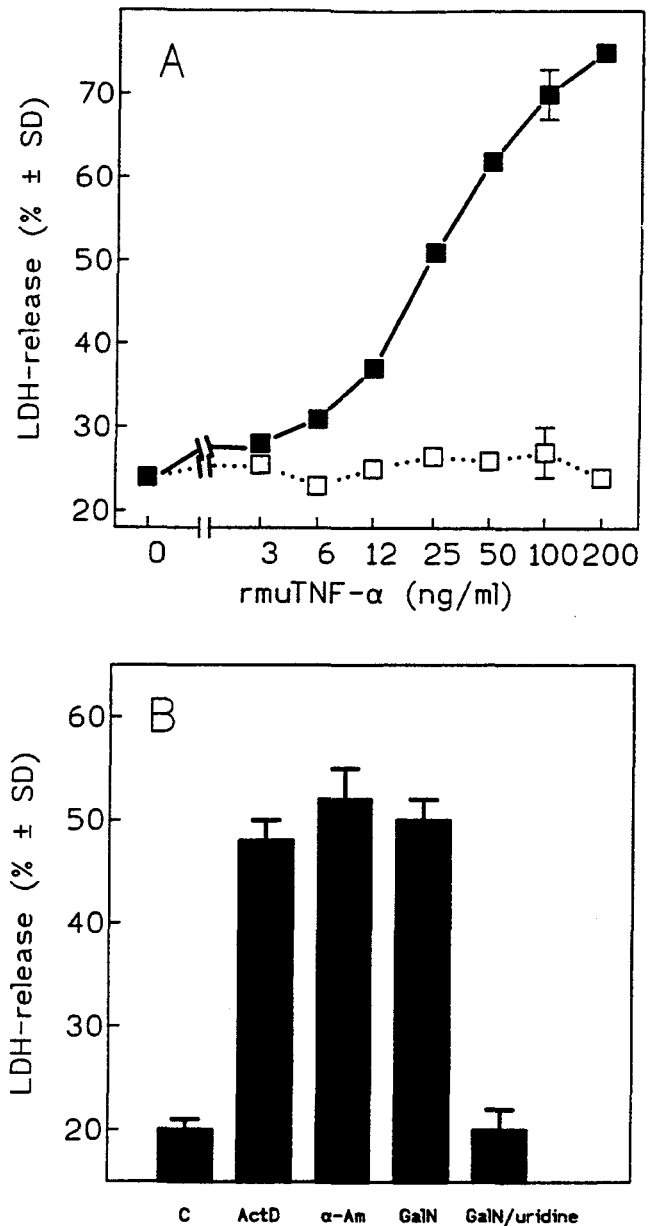 A
LDH-release (% ± SD)
70
60
50
40
30
20
0 3 6 12 25 50 100 200
rmuTNF-α (ng/ml)
B
LDH-release (% ± SD)
60
50
40
30
20
C ActD α-Am GalN GalN/uridine